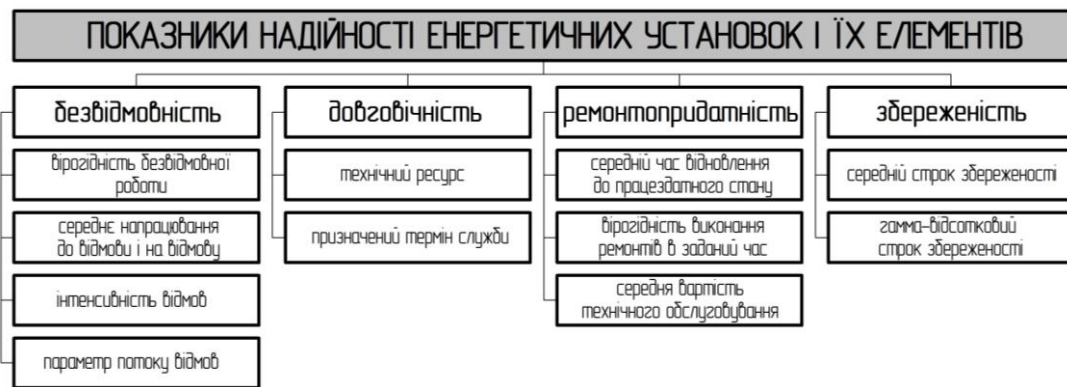 ПОКАЗНИКИ НАДІЙНОСТІ ЕНЕРГЕТИЧНИХ УСТАНОВОК І ЇХ ЕЛЕМЕНТІВ
безвідмовність
вірогідність безвідмовної
роботи
середнє напрацювання
до відмови і на відмову
інтенсивність відмов
параметр потоку відмов
довговічність
технічний ресурс
призначений термін служби
ремонтопридатність
середній час відновлення
до працездатного стану
вірогідність виконання
ремонтів в заданий час
середня вартість
технічного обслуговування
збереженість
середній строк збереженості
гамма-відсотковий
строк збереженості